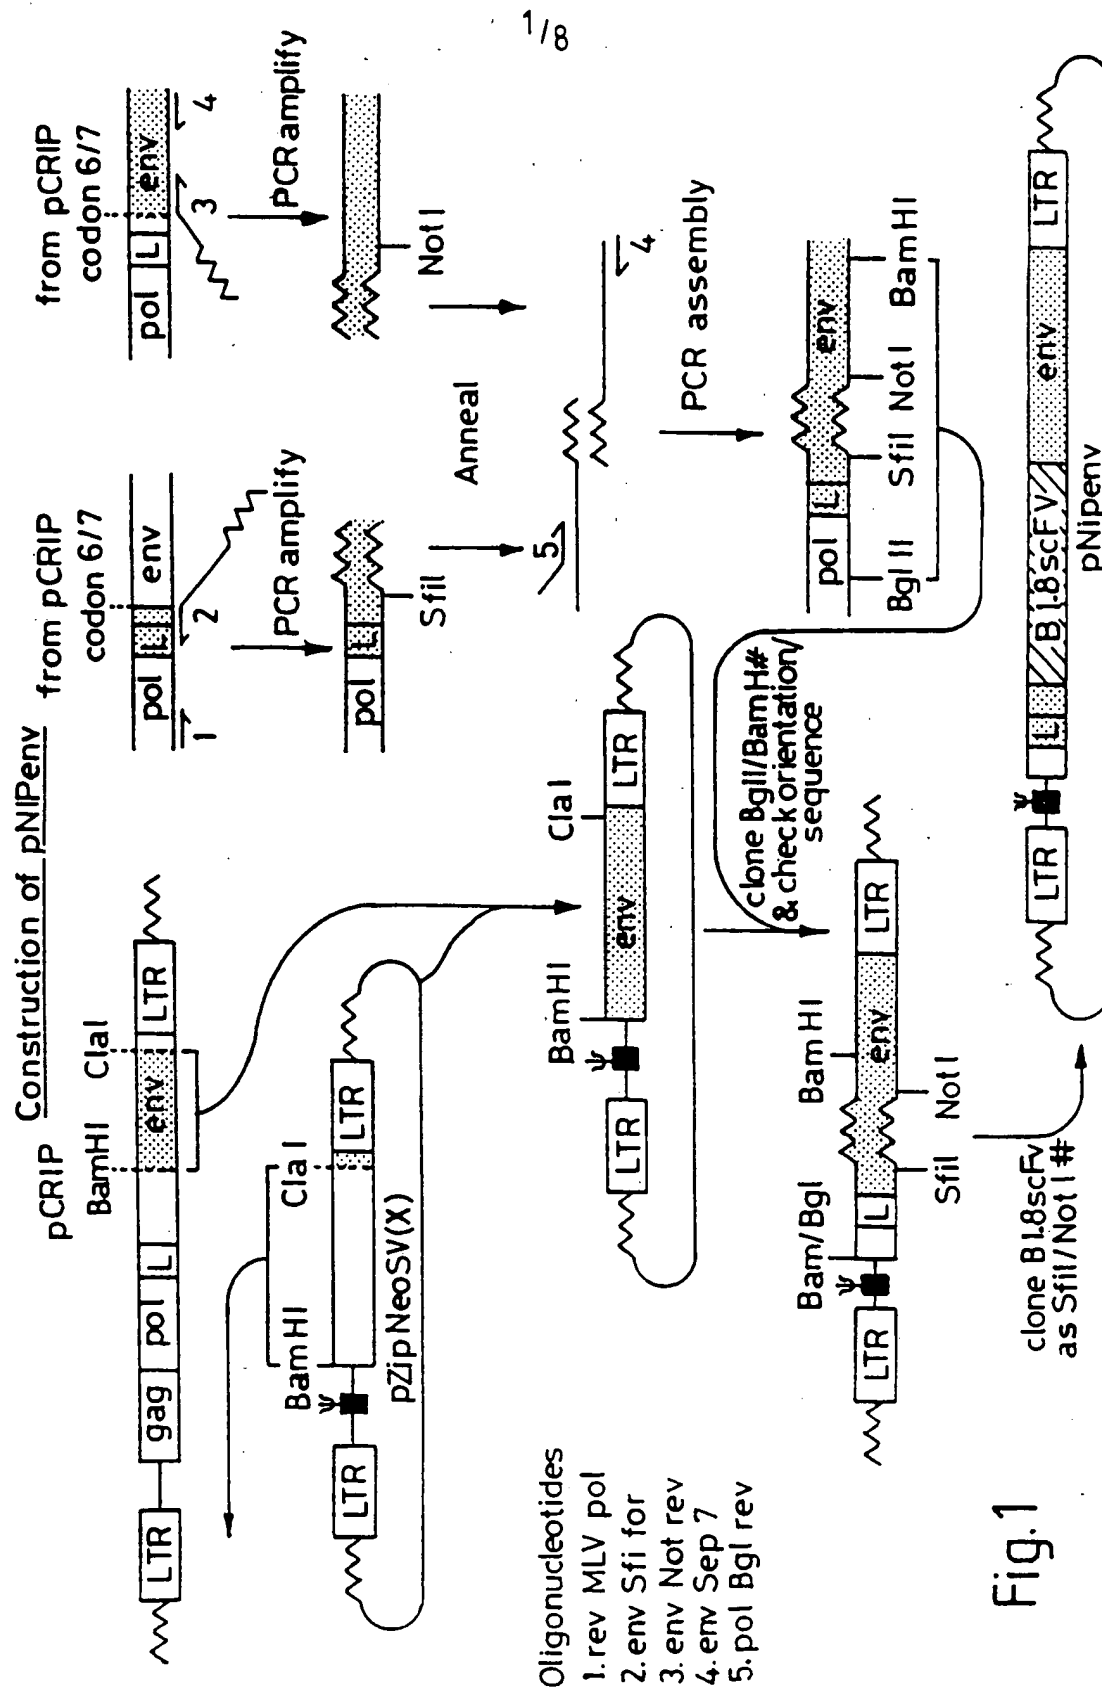 1/8
Construction of pNIPenv
pCRIP
BamHI ClaI
LTR gag pol L env LTR
BamHI Cla I
ψ
LTR LTR
pZipNeoSV(X)
from pCRIP
codon 6/7
pol L env
1 2
PCR amplify
pol L
SfiI
from pCRIP
codon 6/7
pol L env
3 4
PCR amplify
Not I
Anneal
5 4
PCR assembly
pol L env
Bgl II SfiI Not I BamHI
BamHI Cla I
ψ
LTR env LTR
clone BglI/BamH#
& check orientation/
sequence
Bam/BgI BamHI
ψ
LTR L env LTR
SfiI Not I
clone B1.8scFv
as SfiI/Not I #
ψ
LTR L B1.8scFV env LTR
pNipenv
Oligonucleotides
1. rev MLV pol
2. env Sfi for
3. env Not rev
4. env Sep 7
5. pol Bgl rev
Fig.1